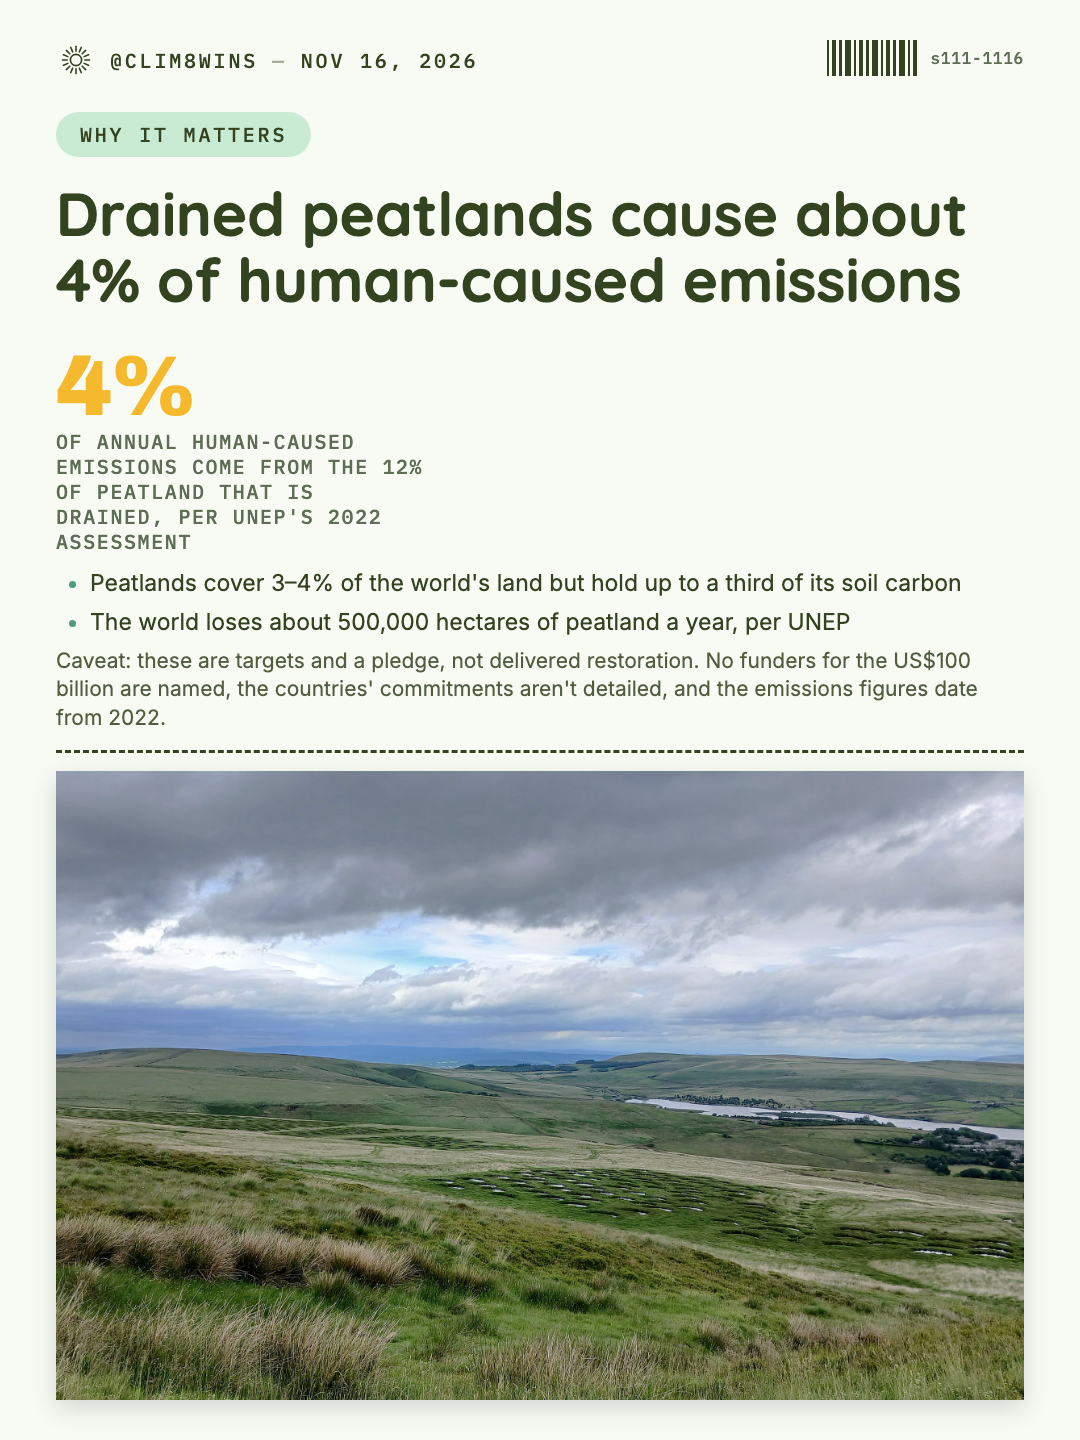 @CLIM8WINS — NOV 16, 2026
s111-1116
WHY IT MATTERS
Drained peatlands cause about
4% of human-caused emissions
4%
OF ANNUAL HUMAN-CAUSED
EMISSIONS COME FROM THE 12%
OF PEATLAND THAT IS
DRAINED, PER UNEP'S 2022
ASSESSMENT
• Peatlands cover 3–4% of the world's land but hold up to a third of its soil carbon
• The world loses about 500,000 hectares of peatland a year, per UNEP
Caveat: these are targets and a pledge, not delivered restoration. No funders for the US$100
billion are named, the countries' commitments aren't detailed, and the emissions figures date
from 2022.